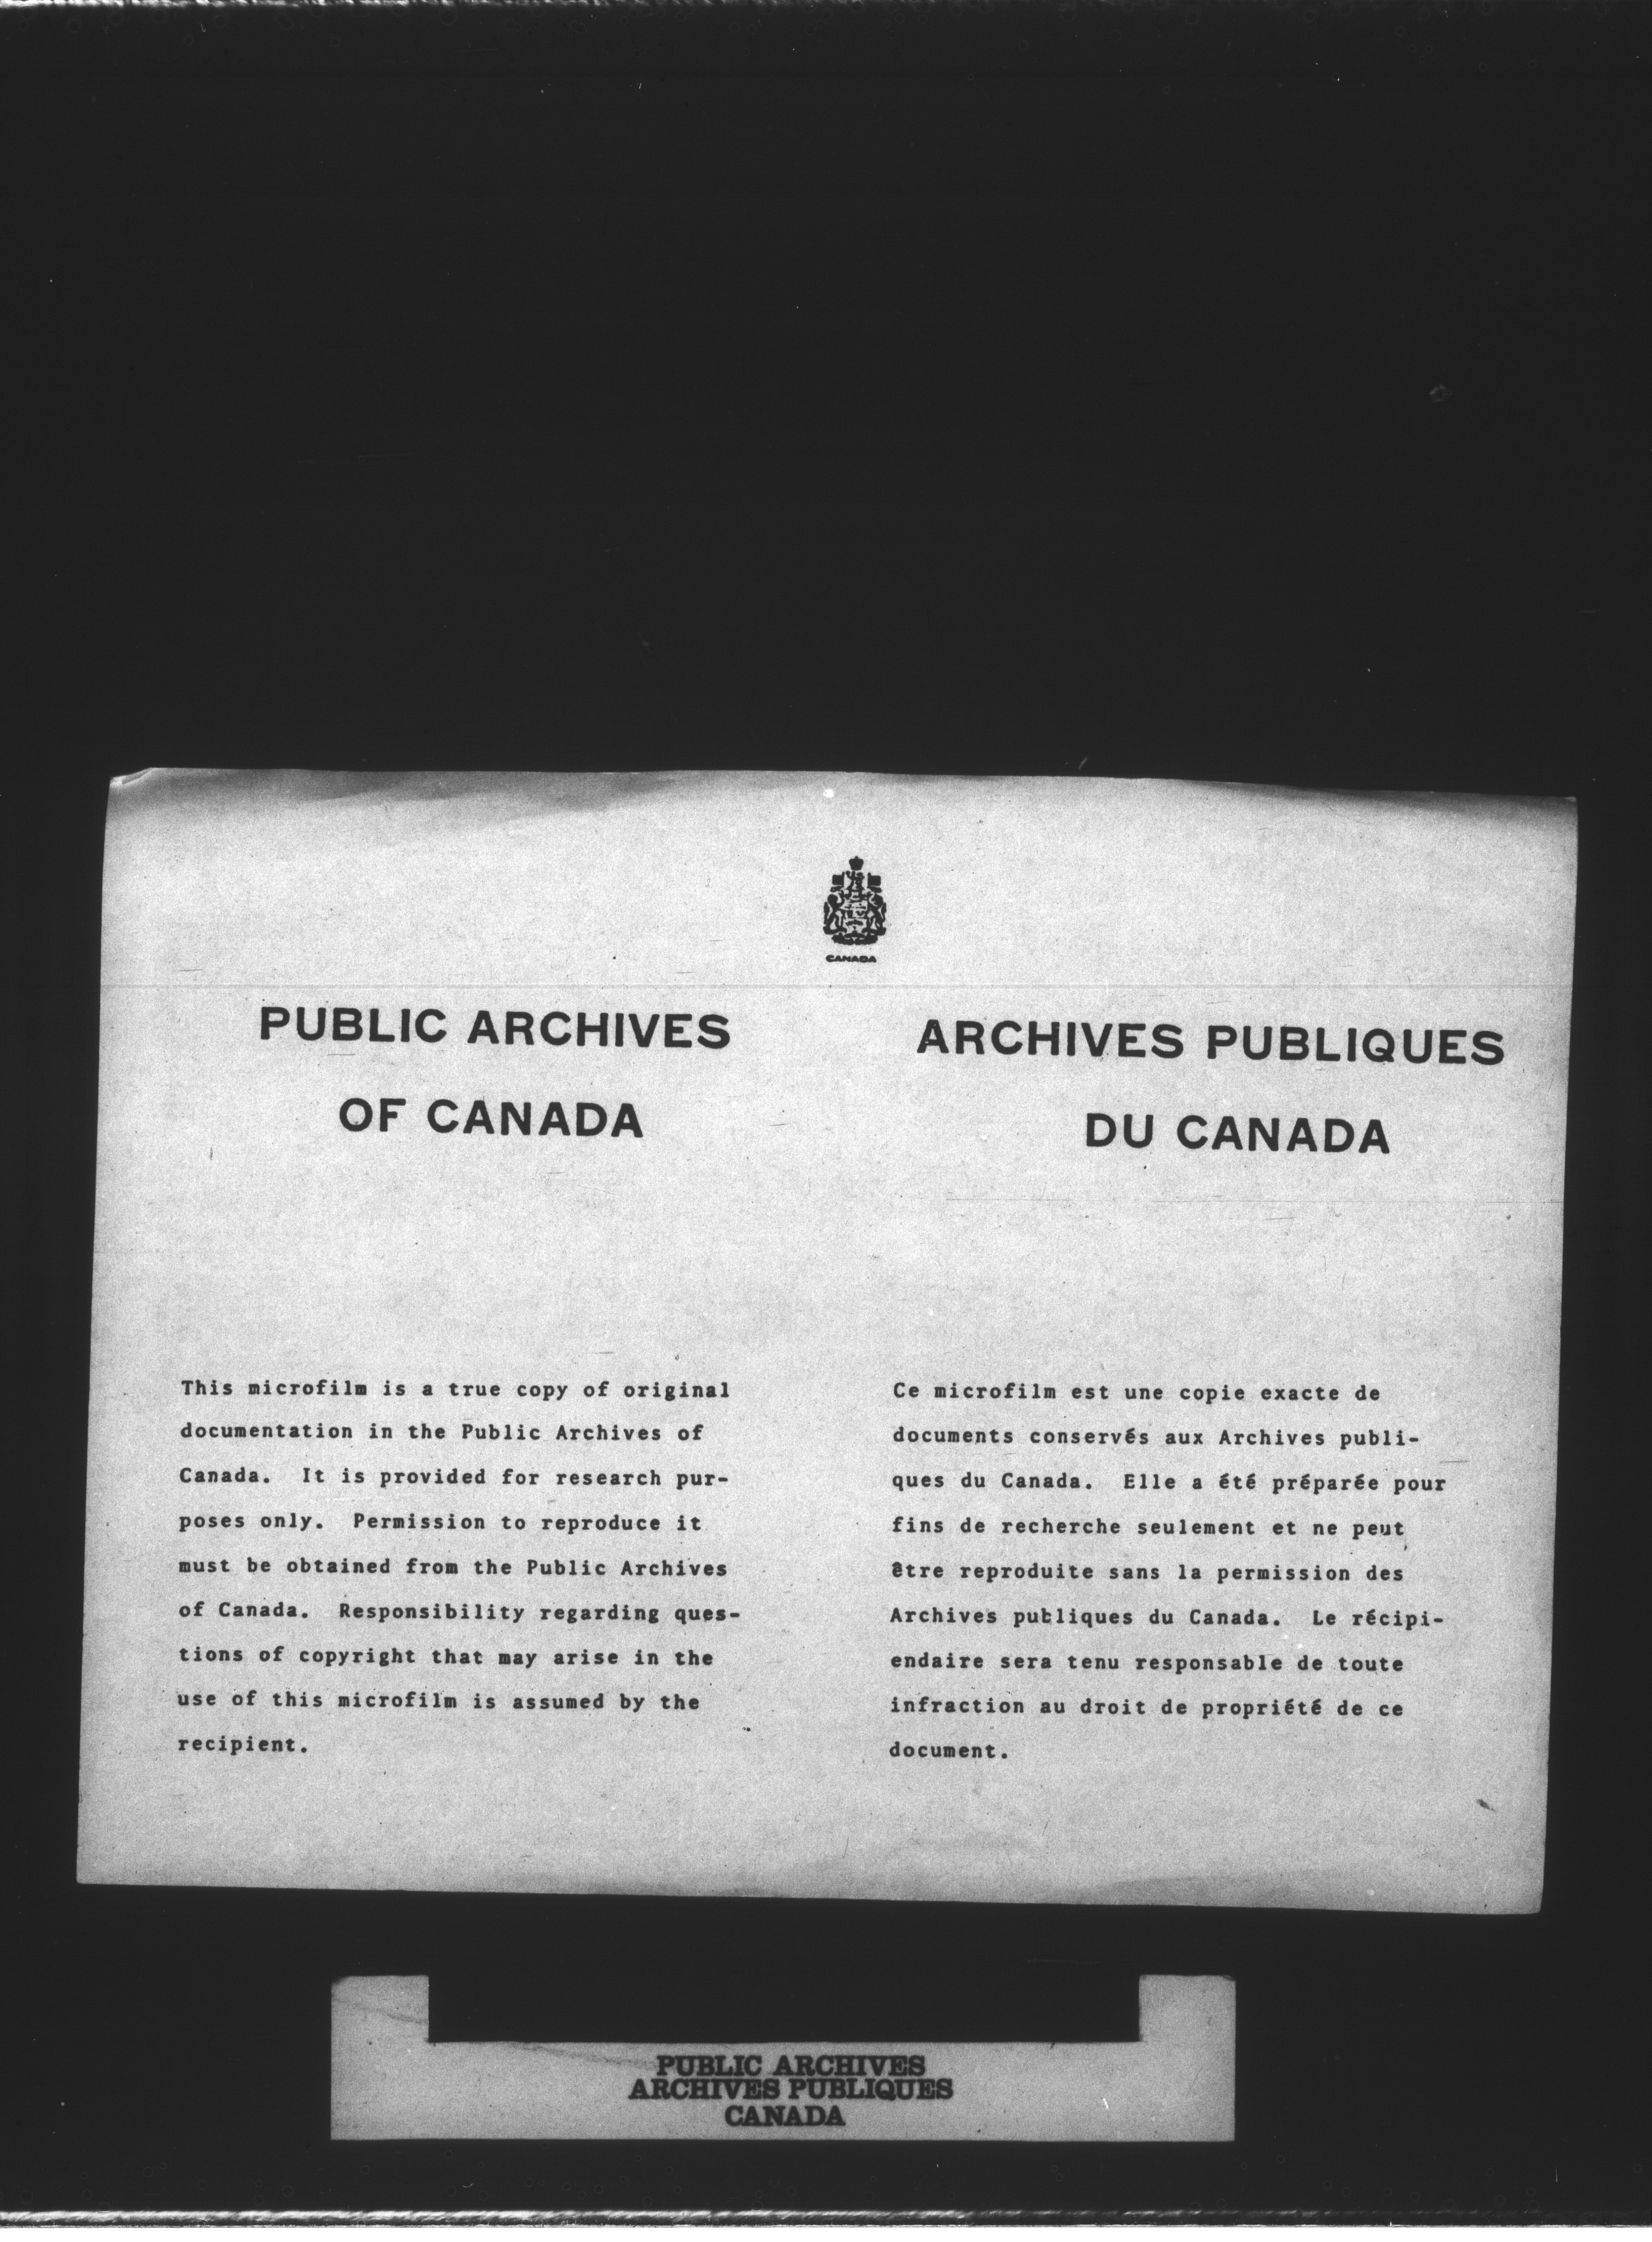 CANADA
PUBLIC ARCHIVES
OF CANADA
This microfilm is a true copy of original
documentation in the Public Archives of
Canada. It is provided for research pur-
poses only. Permission to reproduce it
must be obtained from the Public Archives
of Canada. Responsibility regarding ques-
tions of copyright that may arise in the
use of this microfilm is assumed by the
recipient.
ARCHIVES PUBLIQUES
DU CANADA
Ce microfilm est une copie exacte de
documents conservés aux Archives publi-
ques du Canada. Elle a été préparée pour
fins de recherche seulement et ne peut
être reproduite sans la permission des
Archives publiques du Canada. Le récipi-
endaire sera tenu responsable de toute
infraction au droit de propriété de ce
document.
PUBLIC ARCHIVES
ARCHIVES PUBLIQUES
CANADA